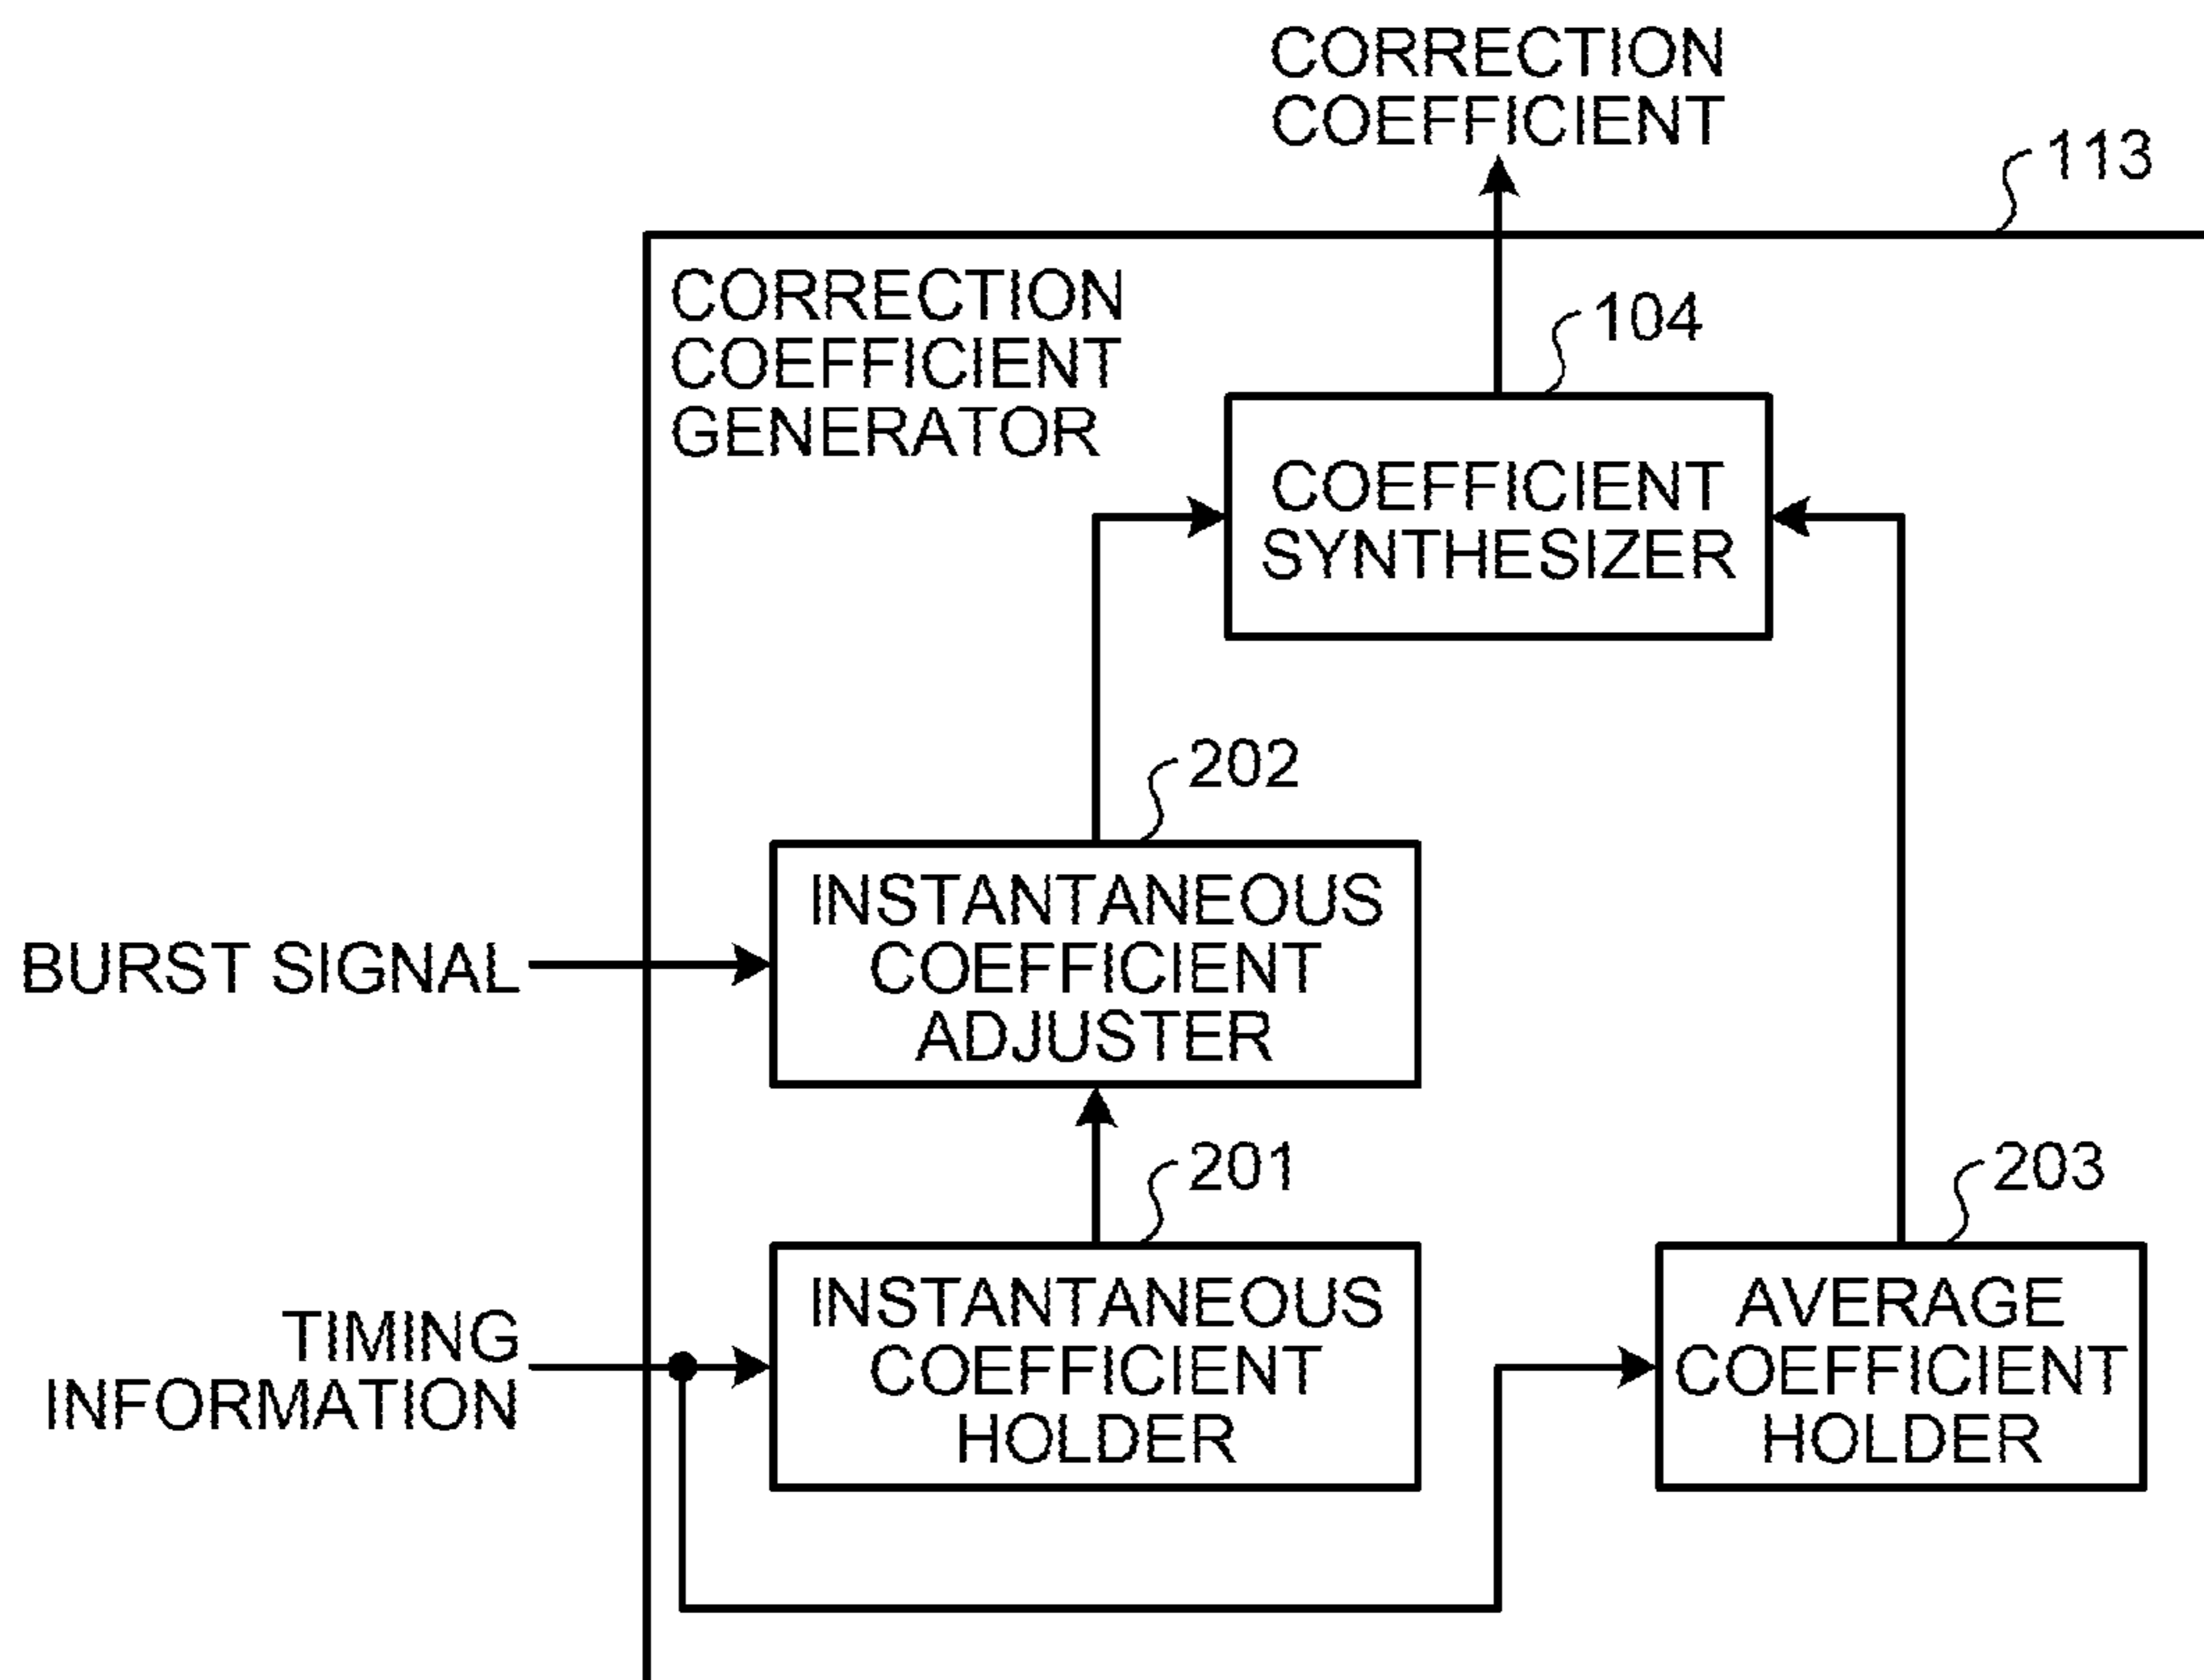 CORRECTION
COEFFICIENT
113
CORRECTION
COEFFICIENT
GENERATOR
104
COEFFICIENT
SYNTHESIZER
202
INSTANTANEOUS
COEFFICIENT
ADJUSTER
BURST SIGNAL
201
203
TIMING
INFORMATION
INSTANTANEOUS
COEFFICIENT
HOLDER
AVERAGE
COEFFICIENT
HOLDER